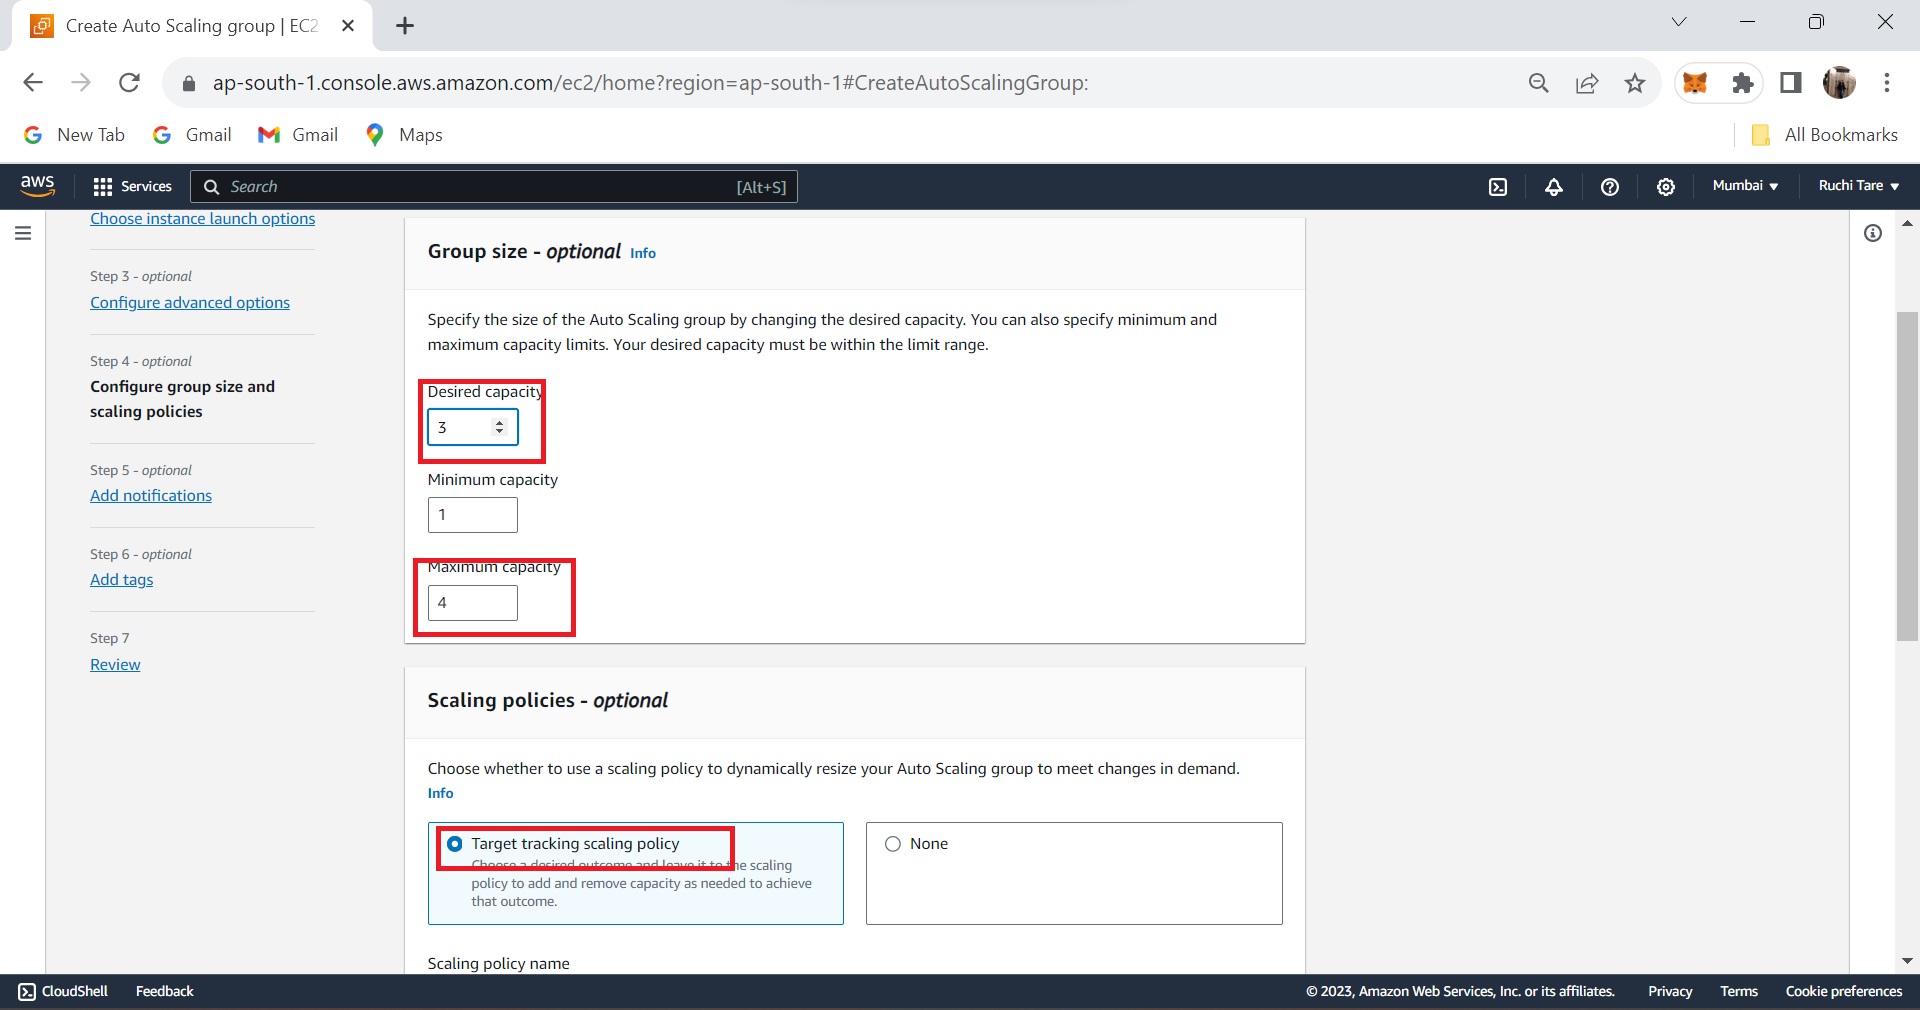 Create Auto Scaling group | EC2
ap-south-1.console.aws.amazon.com/ec2/home?region=ap-south-1#CreateAutoScalingGroup:
New Tab
Gmail
Gmail
Maps
All Bookmarks
aws
Services
Search
[Alt+S]
Mumbai
Ruchi Tare
Choose instance launch options
Step 3 - optional
Configure advanced options
Step 4 - optional
Configure group size and
scaling policies
Step 5 - optional
Add notifications
Step 6 - optional
Add tags
Step 7
Review
Group size - optional Info
Specify the size of the Auto Scaling group by changing the desired capacity. You can also specify minimum and
maximum capacity limits. Your desired capacity must be within the limit range.
Desired capacity
3
Minimum capacity
1
Maximum capacity
4
Scaling policies - optional
Choose whether to use a scaling policy to dynamically resize your Auto Scaling group to meet changes in demand.
Info
Target tracking scaling policy
Choose a desired outcome and leave it to the scaling
policy to add and remove capacity as needed to achieve
that outcome.
None
Scaling policy name
CloudShell
Feedback
© 2023, Amazon Web Services, Inc. or its affiliates.
Privacy
Terms
Cookie preferences